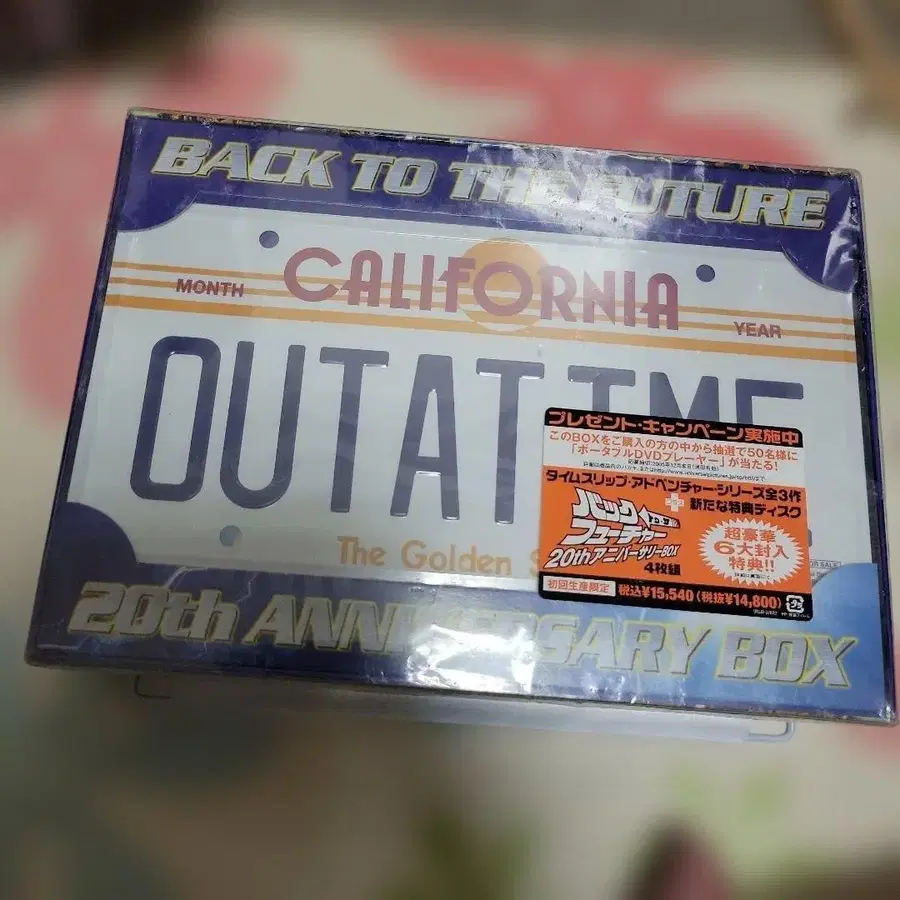 BACK TO THE FUTURE
CALIFORNIA
MONTH
YEAR
OUTATIME
The Golden S
プレゼント・キャンペーン実施中
このBOXをご購入の方の中から抽選で50名様に
「ポータブルDVDプレーヤー」が当たる!
タイムスリップ・アドベンチャー・シリーズ全3作
プラス
新たな特典ディスク
バック・トゥ・ザ・
フューチャー
20thアニバーサリーBOX
4枚組
超豪華
6大封入
特典!!
初回生産限定
税込¥15,540(税抜¥14,800)
FOR SALE
20th ANNIVERSARY BOX